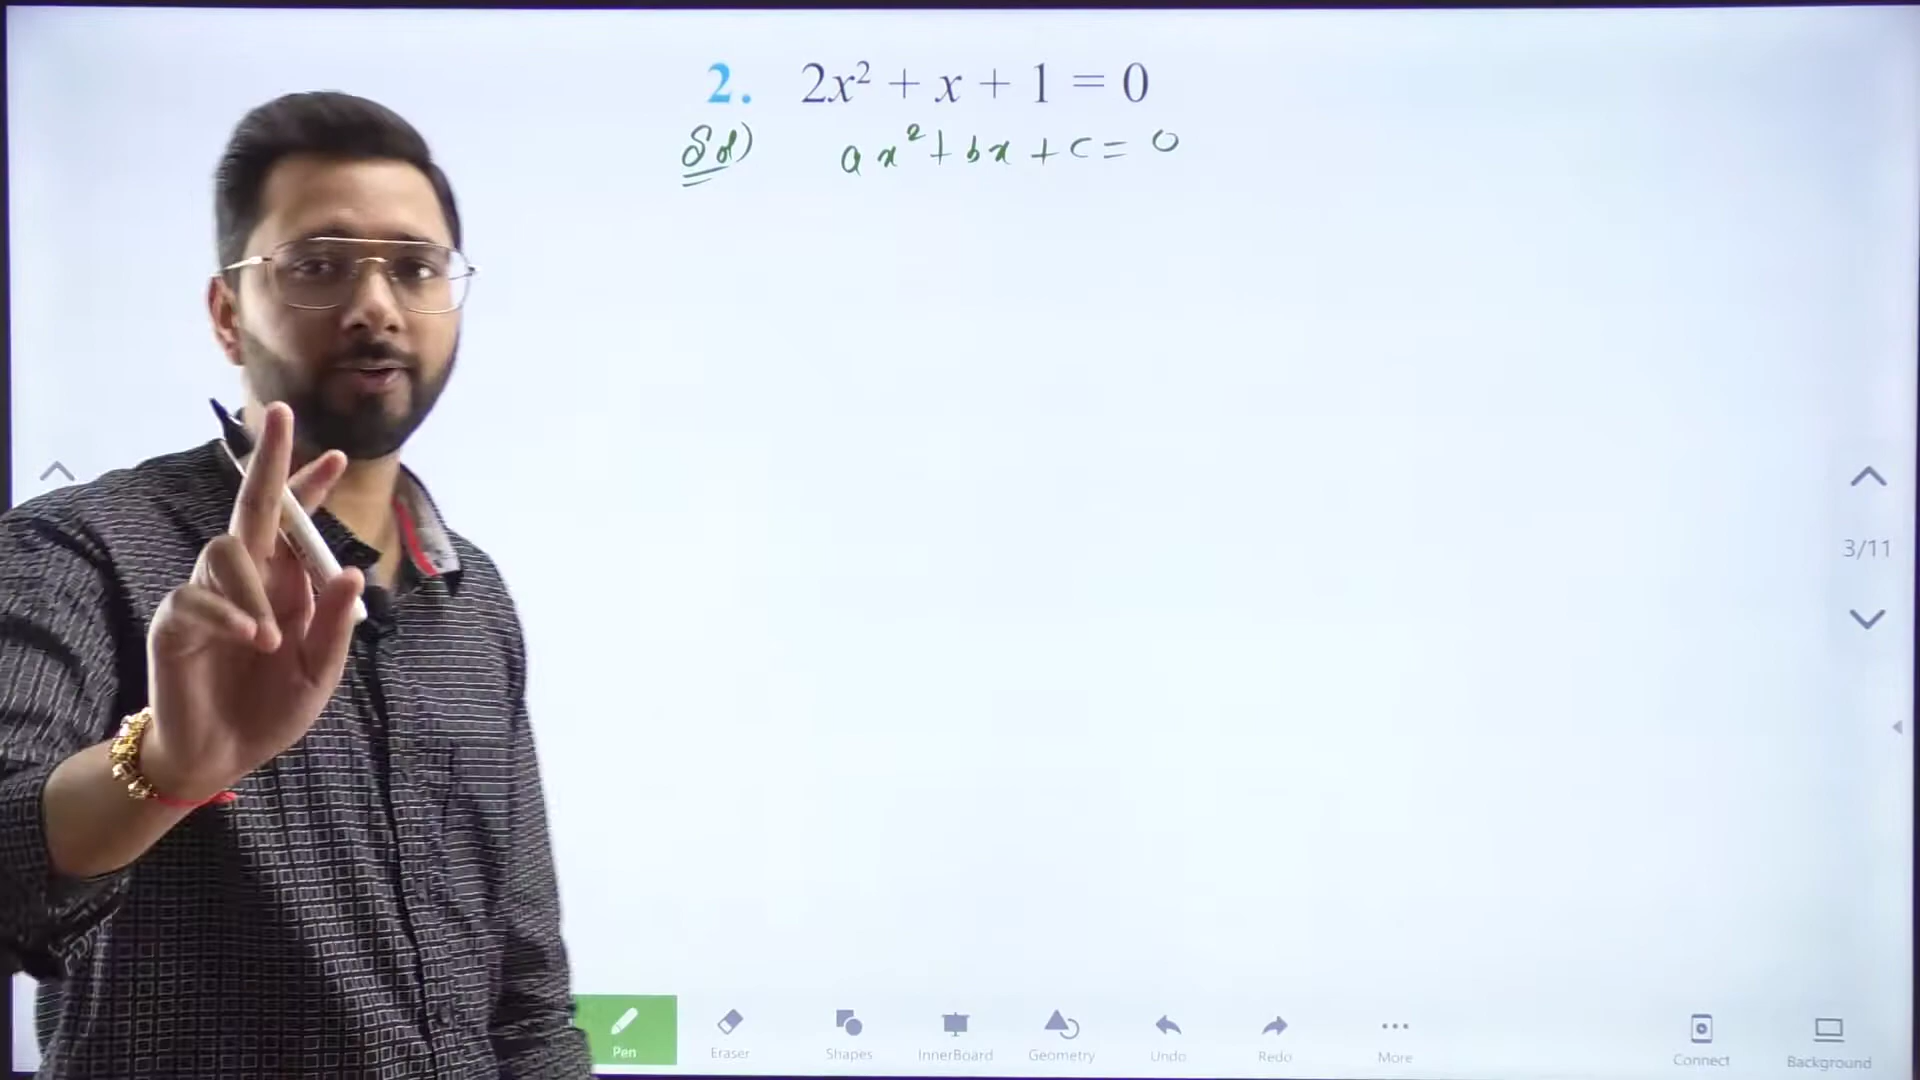 2. 2x² + x + 1 = 0
Sol) ax² + bx + c = 0
3/11
Pen Eraser Shapes InnerBoard Geometry Undo Redo More Connect Background